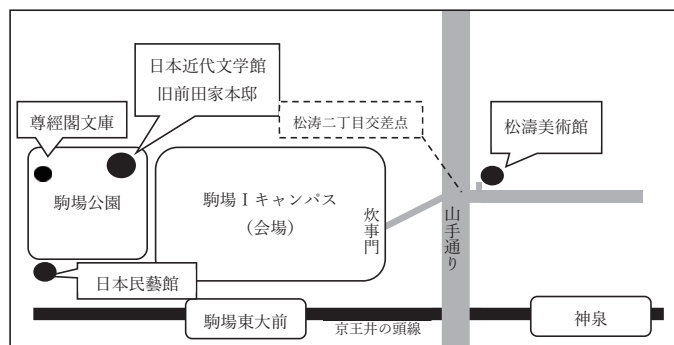 日本近代文学館
旧前田家本邸
尊經閣文庫
松涛二丁目交差点
松濤美術館
駒場公園
駒場Ⅰキャンパス
（会場）
炊事門
山手通り
日本民藝館
駒場東大前
京王井の頭線
神泉